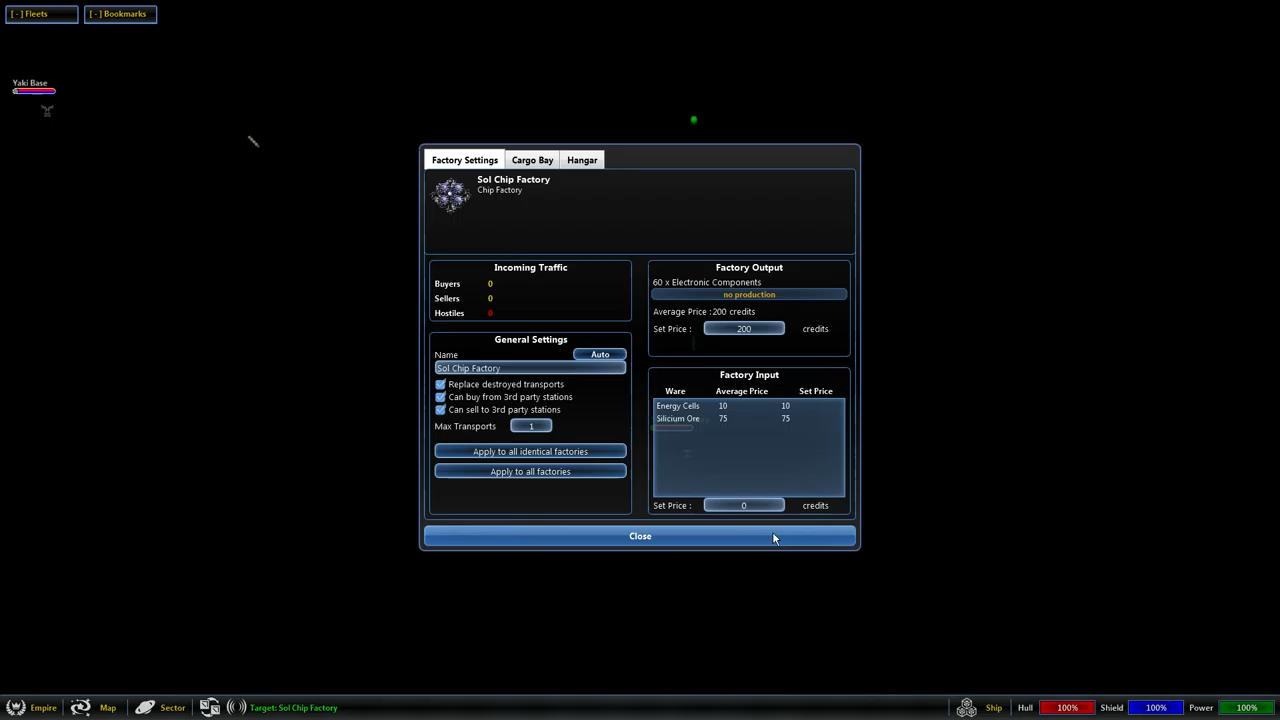 [-] Fleets
[-] Bookmarks
Yaki Base
Factory Settings
Cargo Bay
Hangar
Sol Chip Factory
Chip Factory
Incoming Traffic
Buyers 0
Sellers 0
Hostiles 0
General Settings
Name Auto
Sol Chip Factory
Replace destroyed transports
Can buy from 3rd party stations
Can sell to 3rd party stations
Max Transports 1
Apply to all identical factories
Apply to all factories
Factory Output
60 x Electronic Components
no production
Average Price :200 credits
Set Price : 200 credits
Factory Input
Ware Average Price Set Price
Energy Cells 10 10
Silicium Ore 75 75
Set Price : 0 credits
Close
Empire
Map
Sector
Target: Sol Chip Factory
Ship
Hull 100%
Shield 100%
Power 100%